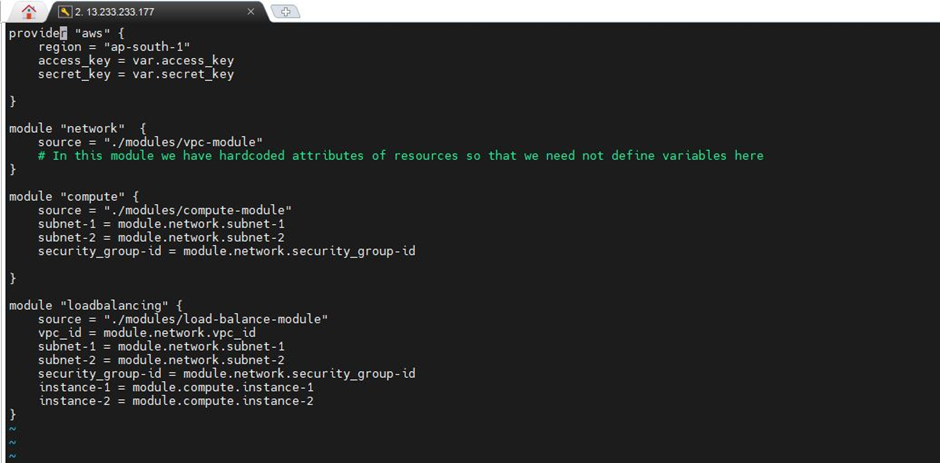 2. 13.233.233.177
provider "aws" {
    region = "ap-south-1"
    access_key = var.access_key
    secret_key = var.secret_key

}

module "network"  {
    source = "./modules/vpc-module"
    # In this module we have hardcoded attributes of resources so that we need not define variables here
}

module "compute" {
    source = "./modules/compute-module"
    subnet-1 = module.network.subnet-1
    subnet-2 = module.network.subnet-2
    security_group-id = module.network.security_group-id

}

module "loadbalancing" {
    source = "./modules/load-balance-module"
    vpc_id = module.network.vpc_id
    subnet-1 = module.network.subnet-1
    subnet-2 = module.network.subnet-2
    security_group-id = module.network.security_group-id
    instance-1 = module.compute.instance-1
    instance-2 = module.compute.instance-2
}
~
~
~